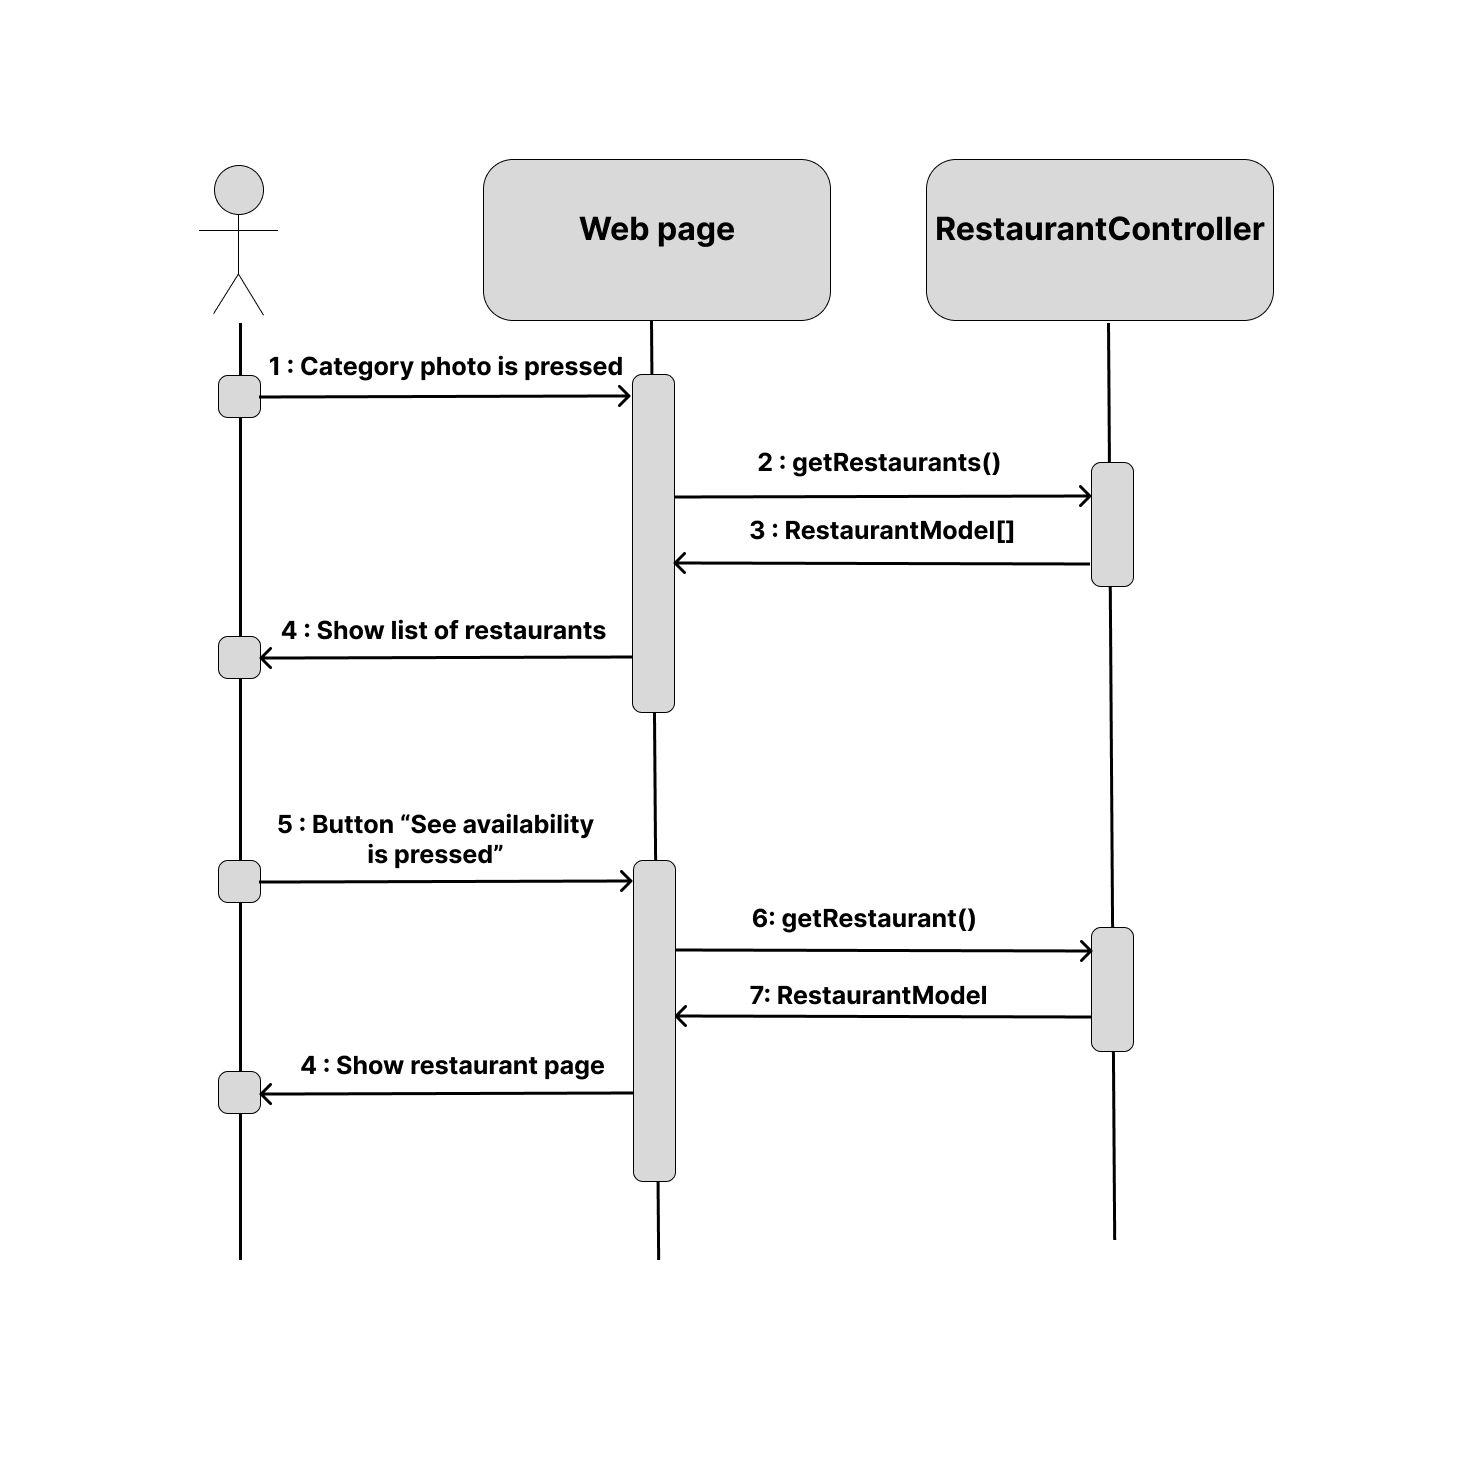 Web page
RestaurantController
1 : Category photo is pressed
2 : getRestaurants()
3 : RestaurantModel[]
4 : Show list of restaurants
5 : Button “See availability
is pressed”
6: getRestaurant()
7: RestaurantModel
4 : Show restaurant page